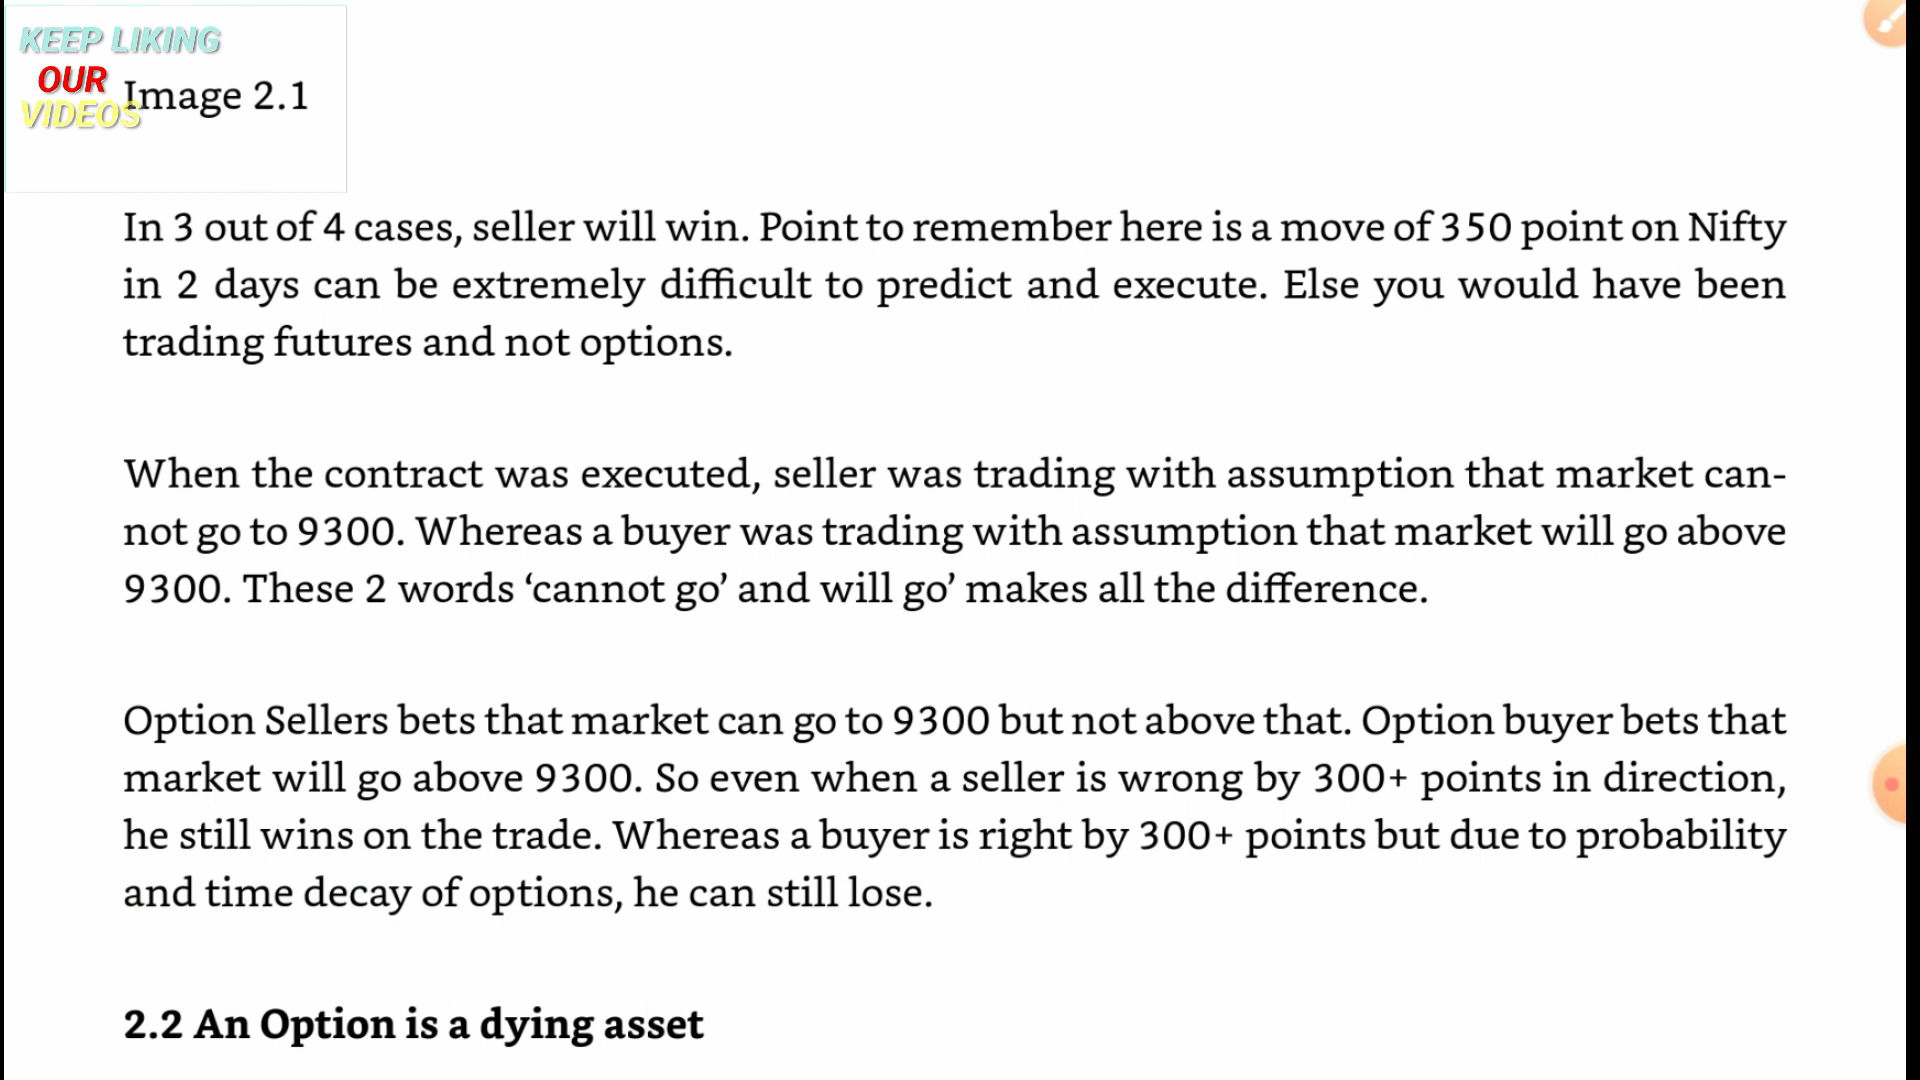 KEEP LIKING
OUR
VIDEOS
Image 2.1
In 3 out of 4 cases, seller will win. Point to remember here is a move of 350 point on Nifty
in 2 days can be extremely difficult to predict and execute. Else you would have been
trading futures and not options.
When the contract was executed, seller was trading with assumption that market can-
not go to 9300. Whereas a buyer was trading with assumption that market will go above
9300. These 2 words ‘cannot go’ and will go’ makes all the difference.
Option Sellers bets that market can go to 9300 but not above that. Option buyer bets that
market will go above 9300. So even when a seller is wrong by 300+ points in direction,
he still wins on the trade. Whereas a buyer is right by 300+ points but due to probability
and time decay of options, he can still lose.
2.2 An Option is a dying asset